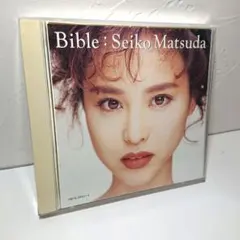 Bible : Seiko Matsuda